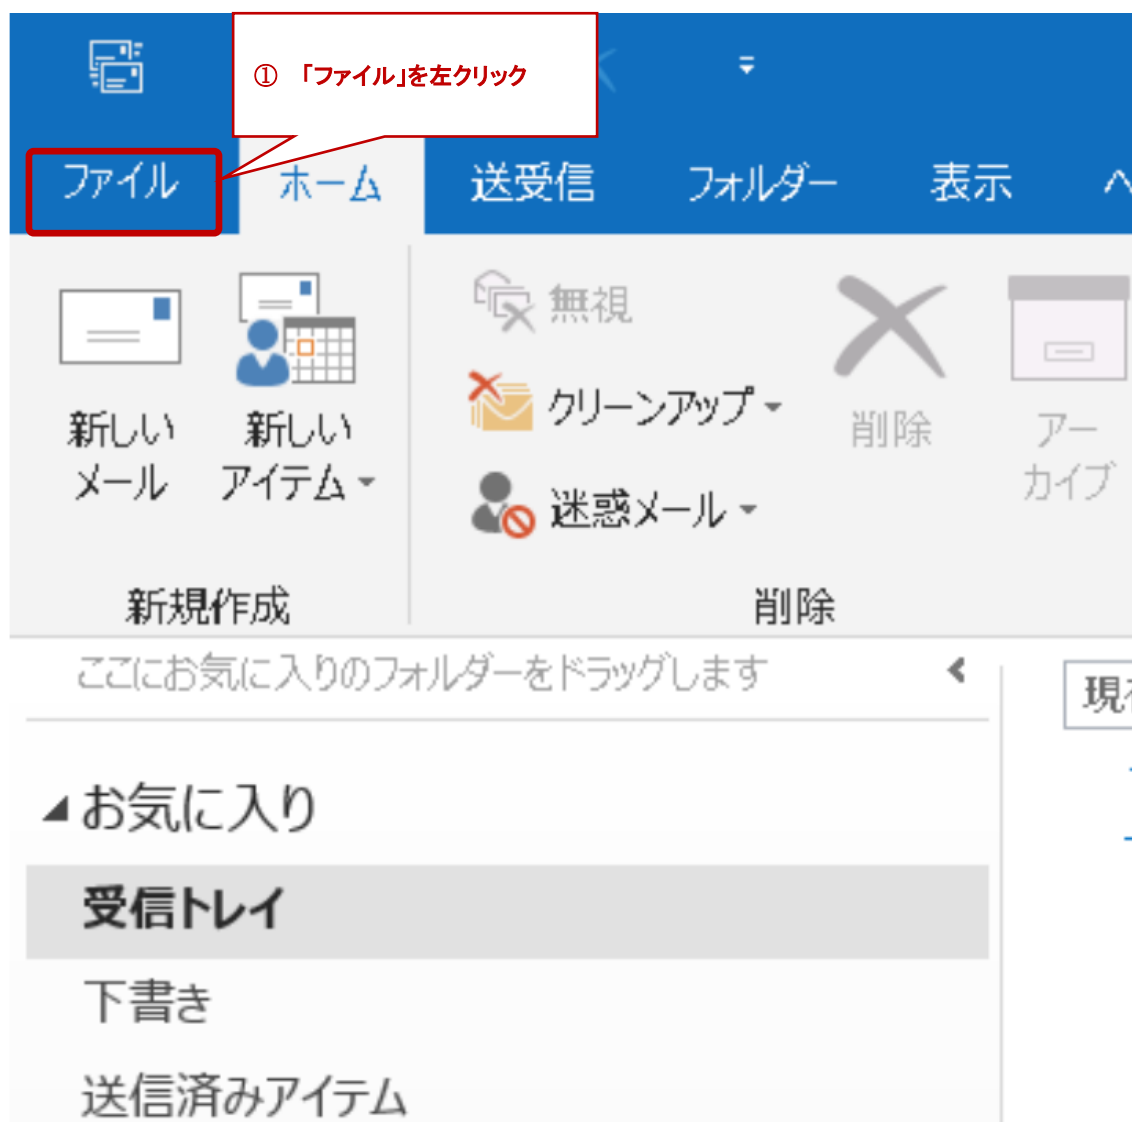 ① 「ファイル」を左クリック
ファイル ホーム 送受信 フォルダー 表示
新しい
メール
新しい
アイテム
無視
クリーンアップ
迷惑メール
削除
アー
カイブ
新規作成
削除
ここにお気に入りのフォルダーをドラッグします
お気に入り
受信トレイ
下書き
送信済みアイテム